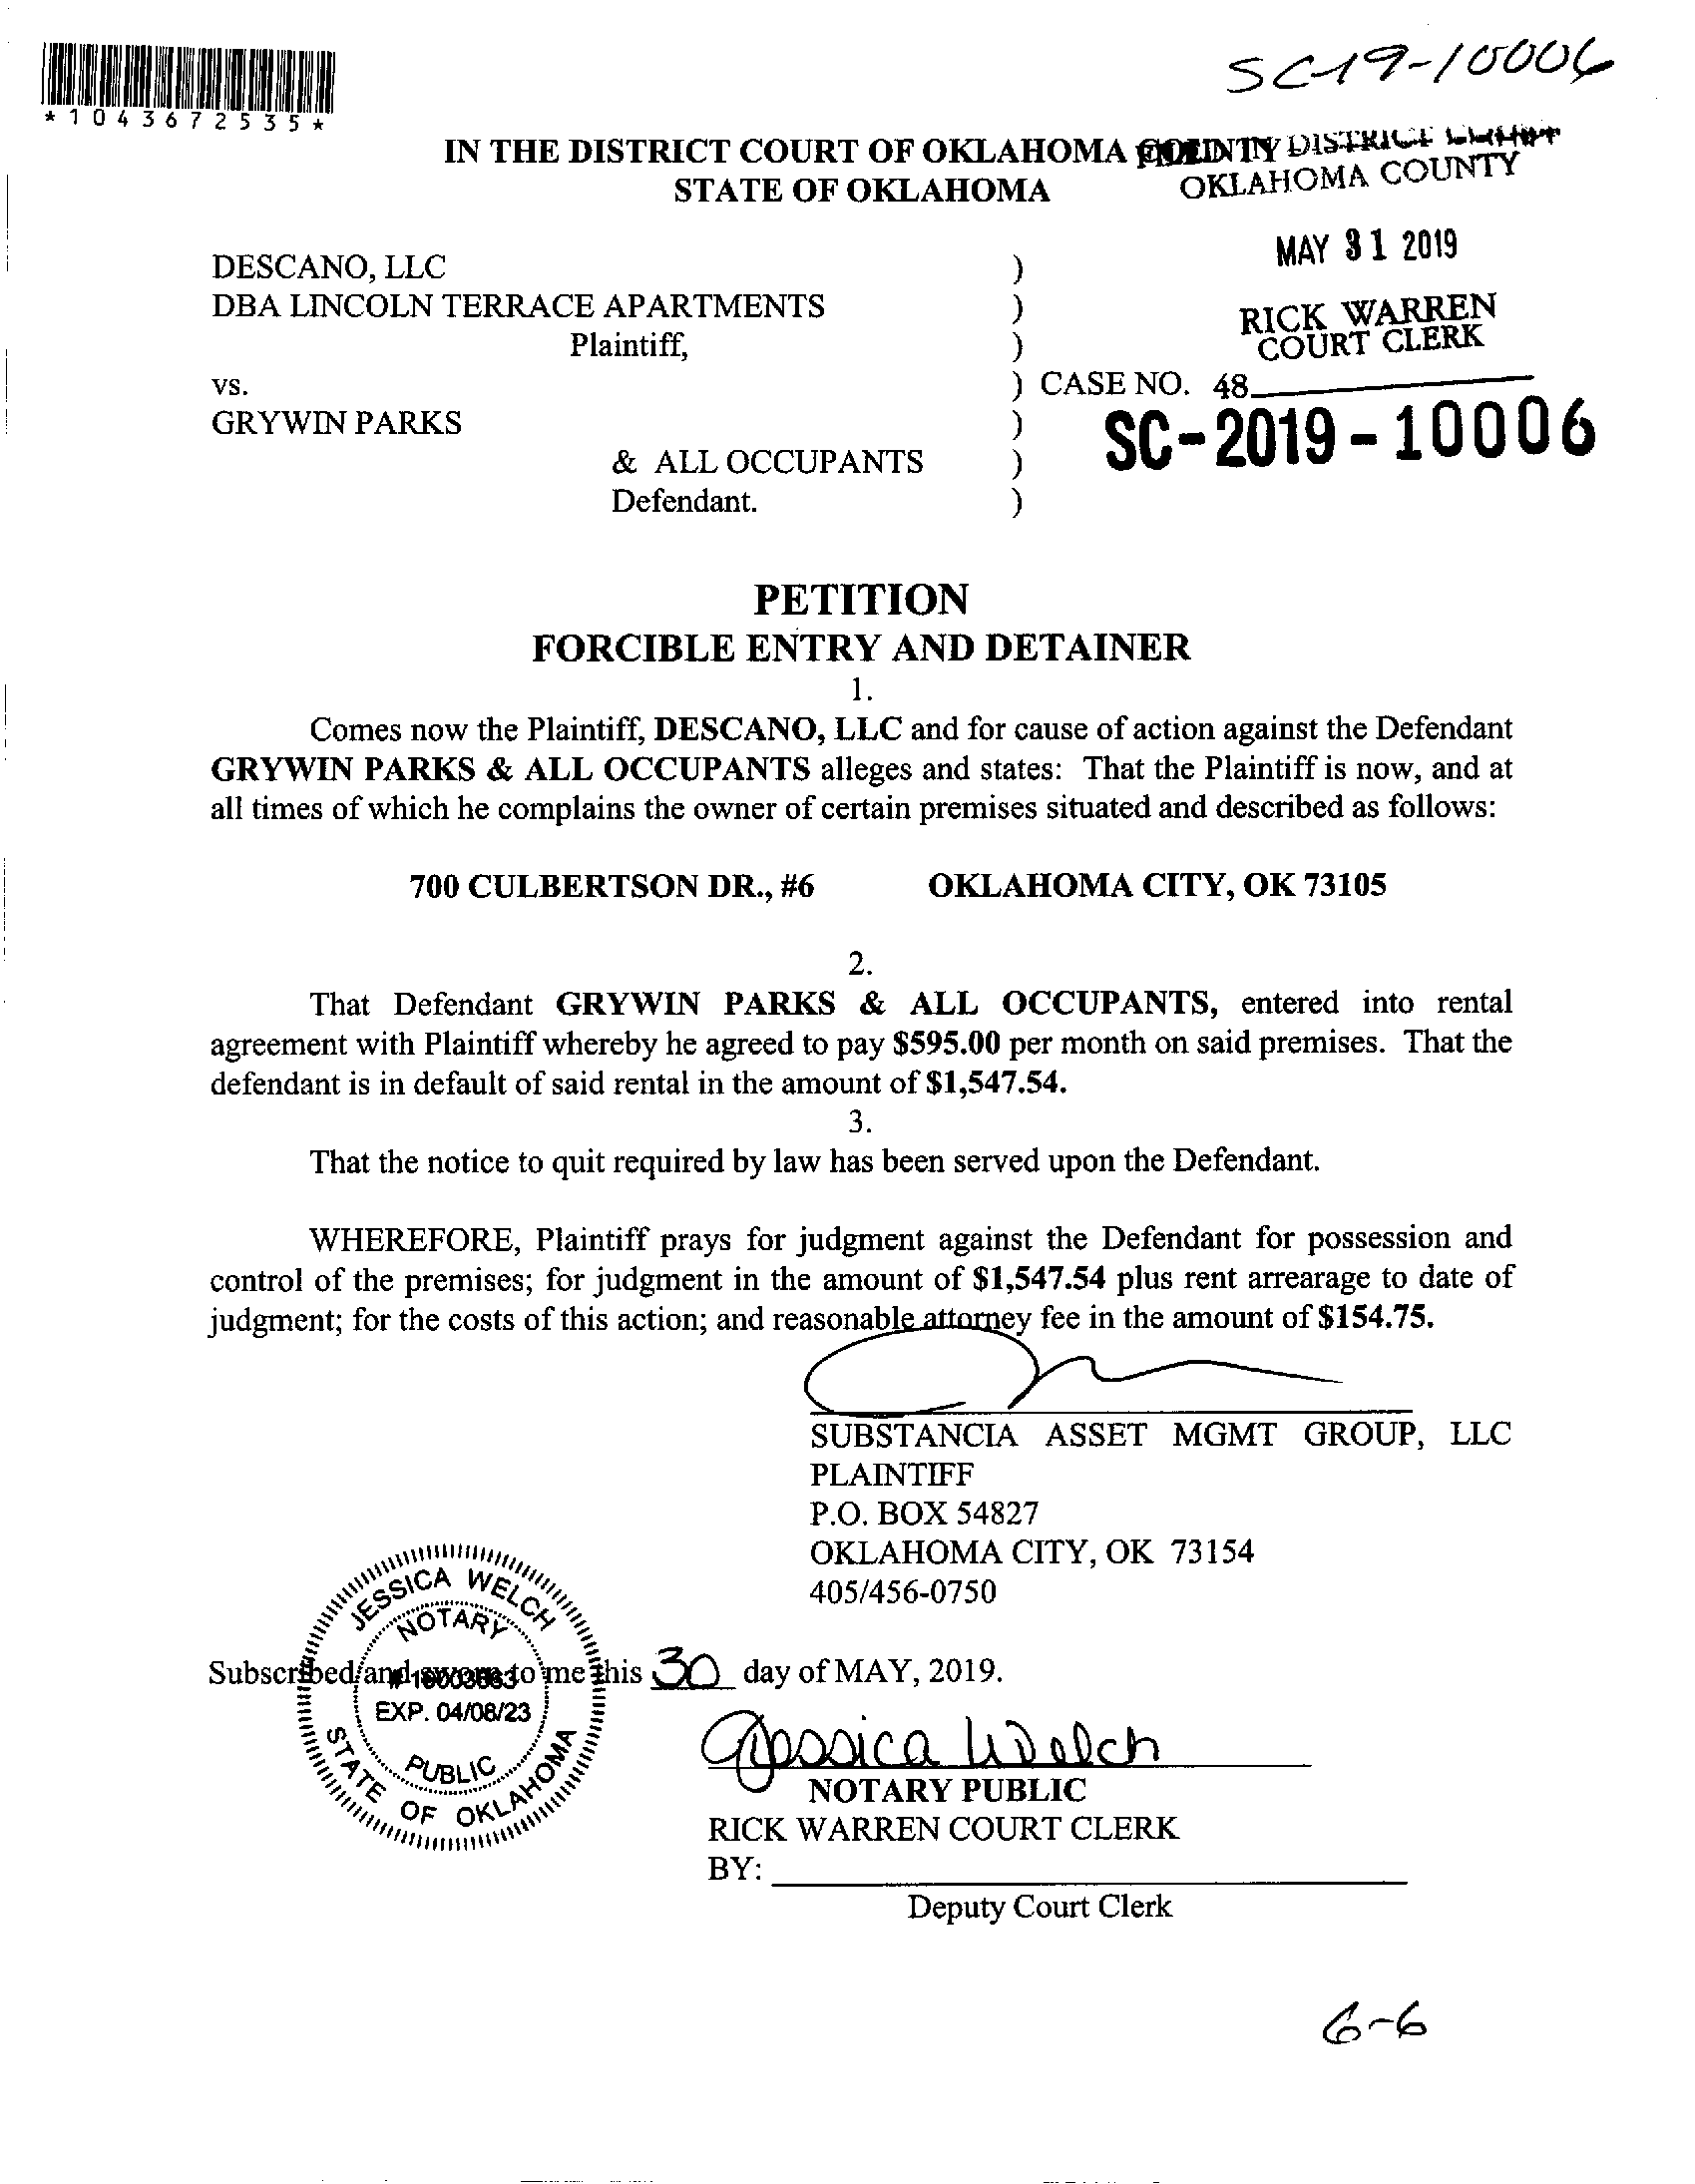 SC-19-10006
*1043672535*
IN THE DISTRICT COURT OF OKLAHOMA COUNTY DISTRICT COURT
STATE OF OKLAHOMA
OKLAHOMA COUNTY
MAY 31 2019
RICK WARREN
COURT CLERK
DESCANO, LLC )
DBA LINCOLN TERRACE APARTMENTS )
Plaintiff, )
vs. ) CASE NO. 48
GRYWIN PARKS )
SC-2019-10006
& ALL OCCUPANTS )
Defendant. )
PETITION
FORCIBLE ENTRY AND DETAINER
1.
Comes now the Plaintiff, DESCANO, LLC and for cause of action against the Defendant
GRYWIN PARKS & ALL OCCUPANTS alleges and states: That the Plaintiff is now, and at
all times of which he complains the owner of certain premises situated and described as follows:
700 CULBERTSON DR., #6 OKLAHOMA CITY, OK 73105
2.
That Defendant GRYWIN PARKS & ALL OCCUPANTS, entered into rental
agreement with Plaintiff whereby he agreed to pay $595.00 per month on said premises. That the
defendant is in default of said rental in the amount of $1,547.54.
3.
That the notice to quit required by law has been served upon the Defendant.
WHEREFORE, Plaintiff prays for judgment against the Defendant for possession and
control of the premises; for judgment in the amount of $1,547.54 plus rent arrearage to date of
judgment; for the costs of this action; and reasonable attorney fee in the amount of $154.75.
SUBSTANCIA ASSET MGMT GROUP, LLC
PLAINTIFF
P.O. BOX 54827
OKLAHOMA CITY, OK 73154
405/456-0750
JESSICA WELCH
NOTARY
Subscribed and sworn to me this 30 day of MAY, 2019.
EXP. 04/08/23
PUBLIC
STATE OF OKLAHOMA
Jessica Welch
NOTARY PUBLIC
RICK WARREN COURT CLERK
BY:
Deputy Court Clerk
6-6